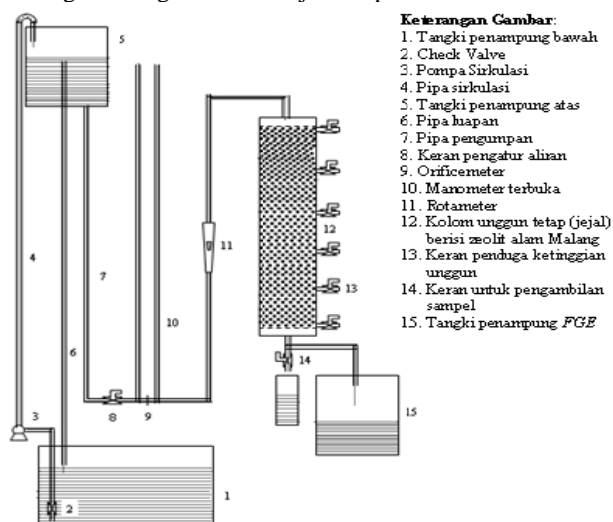 Keterangan Gambar:
1. Tangki penampung bawah
2. Check Valve
3. Pompa Sirkulasi
4. Pipa sirkulasi
5. Tangki penampung atas
6. Pipa luapan
7. Pipa pengumpan
8. Keran pengatur aliran
9. Orificemeter
10. Manometer terbuka
11. Rotameter
12. Kolom unggun tetap (jejal)
berisi zeolit alam Malang
13. Keran penduga ketinggian
unggun
14. Keran untuk pengambilan
sampel
15. Tangki penampung FGE
5
12
11
4
7
13
10
6
14
15
3
8
9
1
2